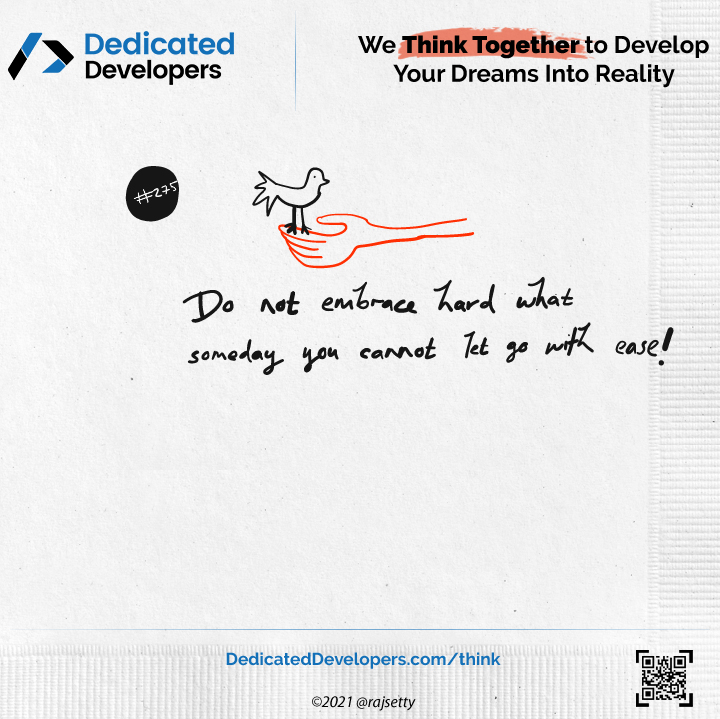 Dedicated
Developers
We Think Together to Develop
Your Dreams Into Reality
#275
Do not embrace hard what
someday you cannot let go with ease!
DedicatedDevelopers.com/think
©2021 @rajsetty